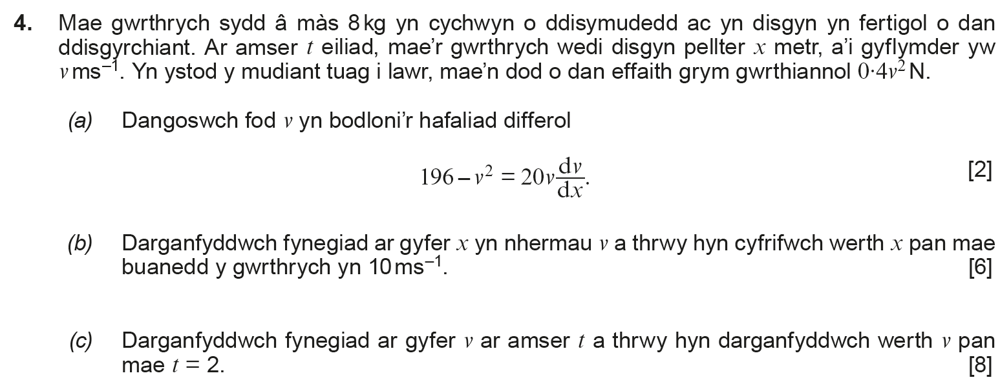 4. Mae gwrthrych sydd â màs 8 kg yn cychwyn o ddisymudedd ac yn disgyn yn fertigol o dan
ddisgyrchiant. Ar amser t eiliad, mae'r gwrthrych wedi disgyn pellter x metr, a'i gyflymder yw
v ms⁻¹. Yn ystod y mudiant tuag i lawr, mae'n dod o dan effaith grym gwrthiannol 0·4v² N.
(a) Dangoswch fod v yn bodloni'r hafaliad differol
196 – v² = 20v dv/dx. [2]
(b) Darganfyddwch fynegiad ar gyfer x yn nhermau v a thrwy hyn cyfrifwch werth x pan mae
buanedd y gwrthrych yn 10 ms⁻¹. [6]
(c) Darganfyddwch fynegiad ar gyfer v ar amser t a thrwy hyn darganfyddwch werth v pan
mae t = 2. [8]